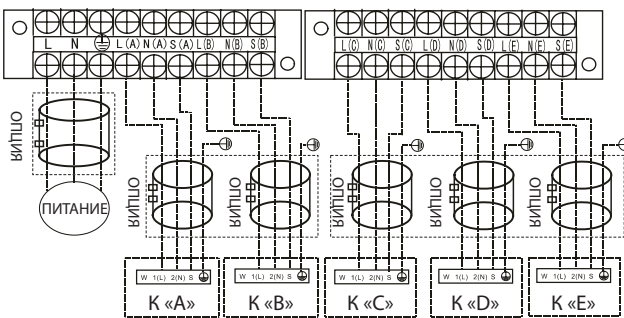 L N L(A) N(A) S(A) L(B) N(B) S(B)
L(C) N(C) S(C) L(D) N(D) S(D) L(E) N(E) S(E)
ОПЦИЯ
ПИТАНИЕ
ОПЦИЯ
ОПЦИЯ
ОПЦИЯ
ОПЦИЯ
ОПЦИЯ
W 1(L) 2(N) S
W 1(L) 2(N) S
W 1(L) 2(N) S
W 1(L) 2(N) S
W 1(L) 2(N) S
К «A»
К «B»
К «C»
К «D»
К «E»